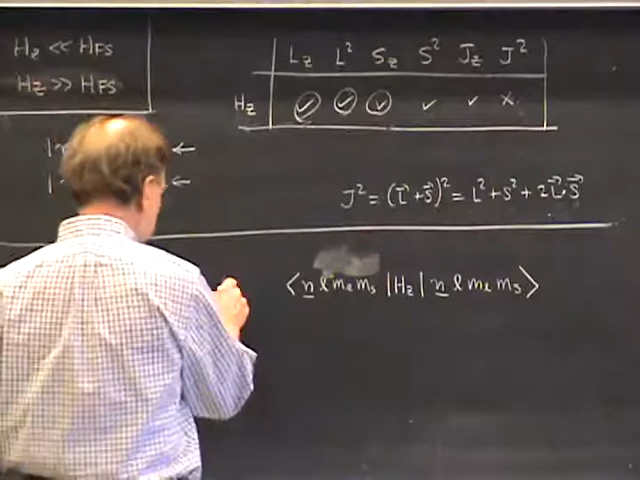 Hz << HFS
Hz >> HFS
Lz L² Sz S² Jz J²
Hz ✓ ✓ ✓ ✓ ✓ ✗
J² = (L⃗ + S⃗)² = L² + S² + 2L⃗·S⃗
⟨n ℓ mℓ ms | Hz | n ℓ mℓ ms⟩